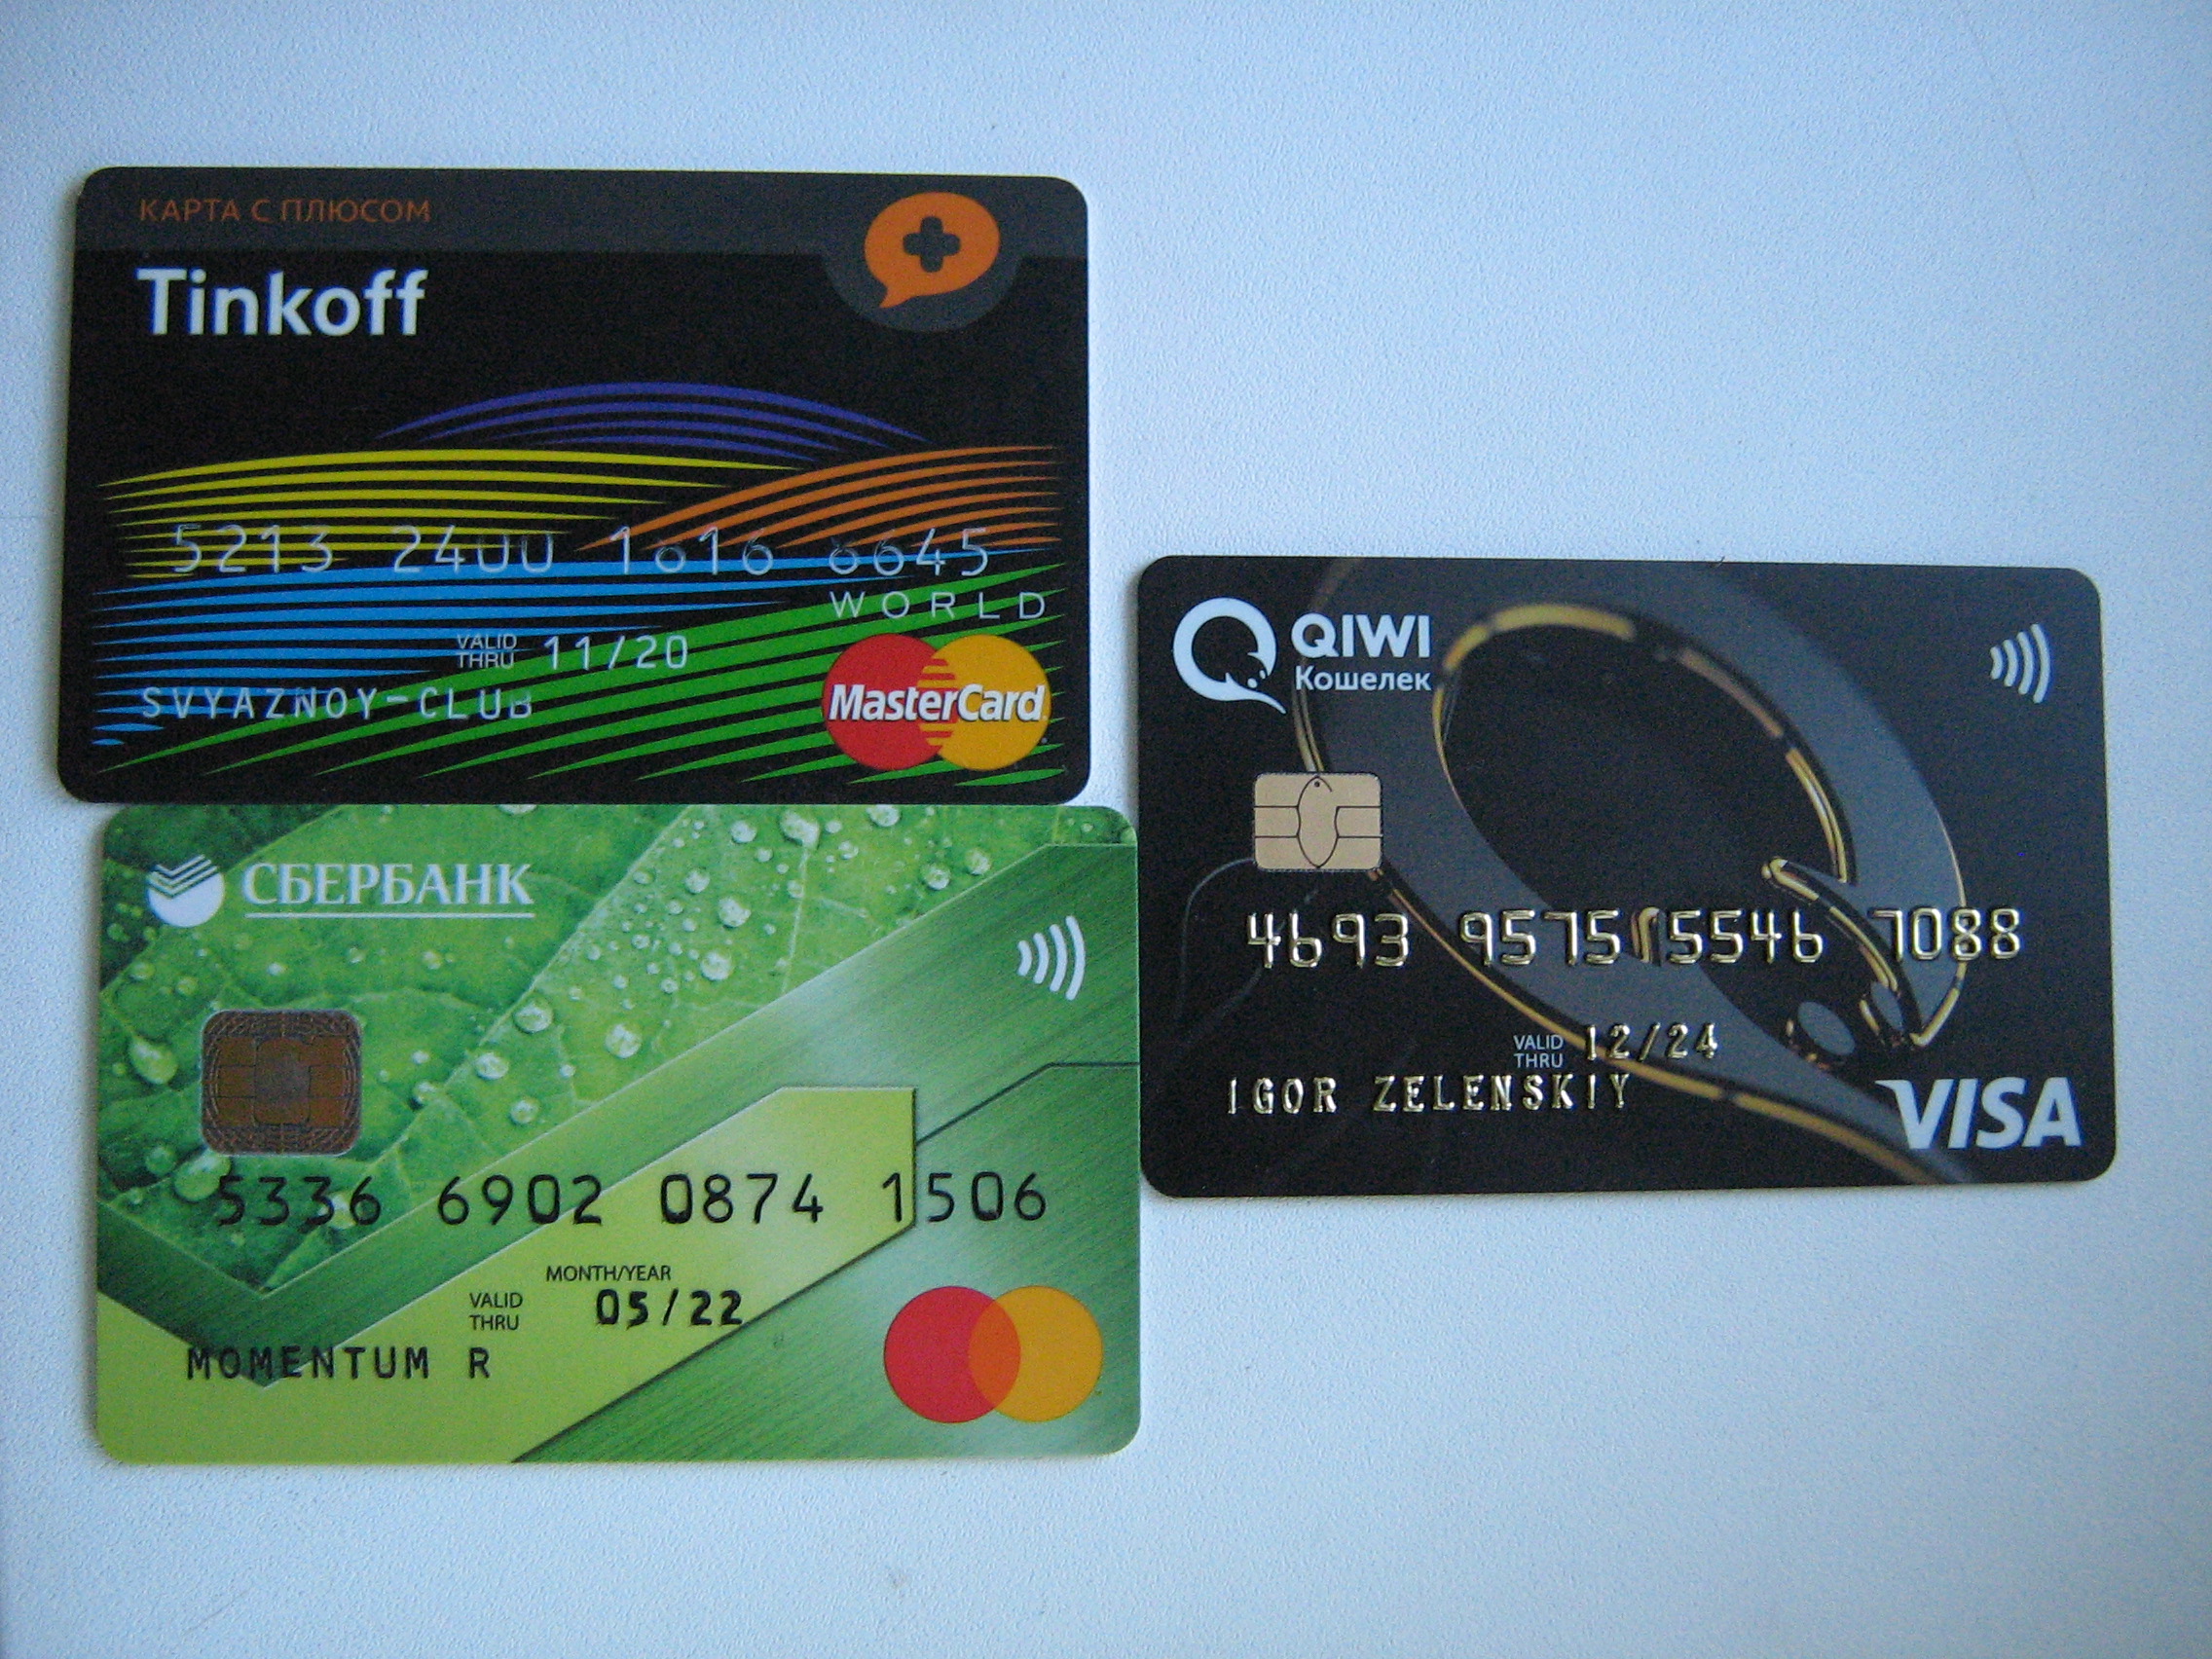 КАРТА С ПЛЮСОМ
Tinkoff
5213 2400 1616
WORLD
VALID THRU 11/20
SVYAZNOY-CLUB
MasterCard
СБЕРБАНК
5336 6902 0874 1506
MONTH/YEAR
VALID THRU 05/22
MOMENTUM R
QIWI
Кошелек
4693 9575 5546 7088
VALID THRU 12/24
IGOR ZELENSKIY
VISA